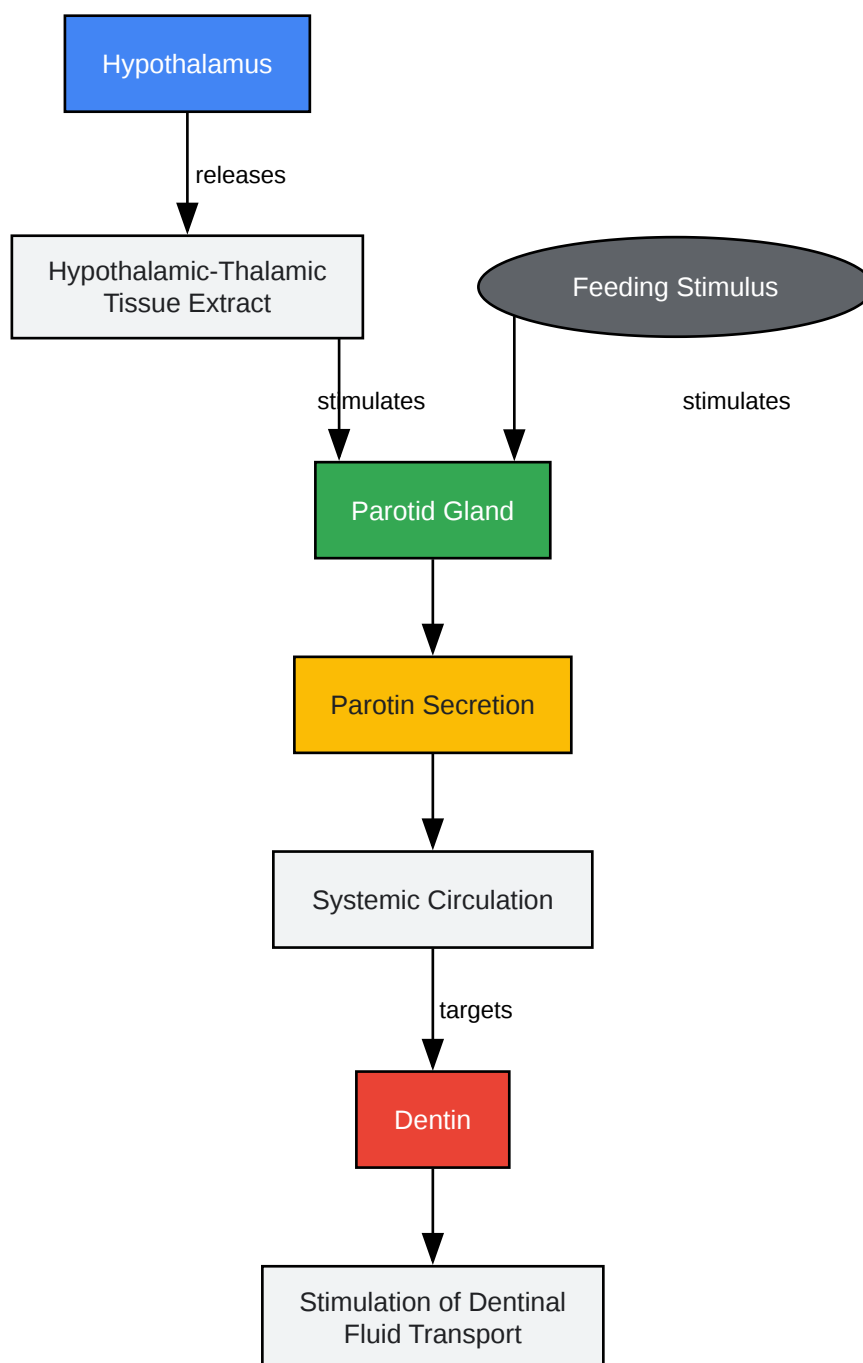 Hypothalamus
releases
Hypothalamic-Thalamic
Tissue Extract
Feeding Stimulus
stimulates
stimulates
Parotid Gland
Parotin Secretion
Systemic Circulation
targets
Dentin
Stimulation of Dentinal
Fluid Transport